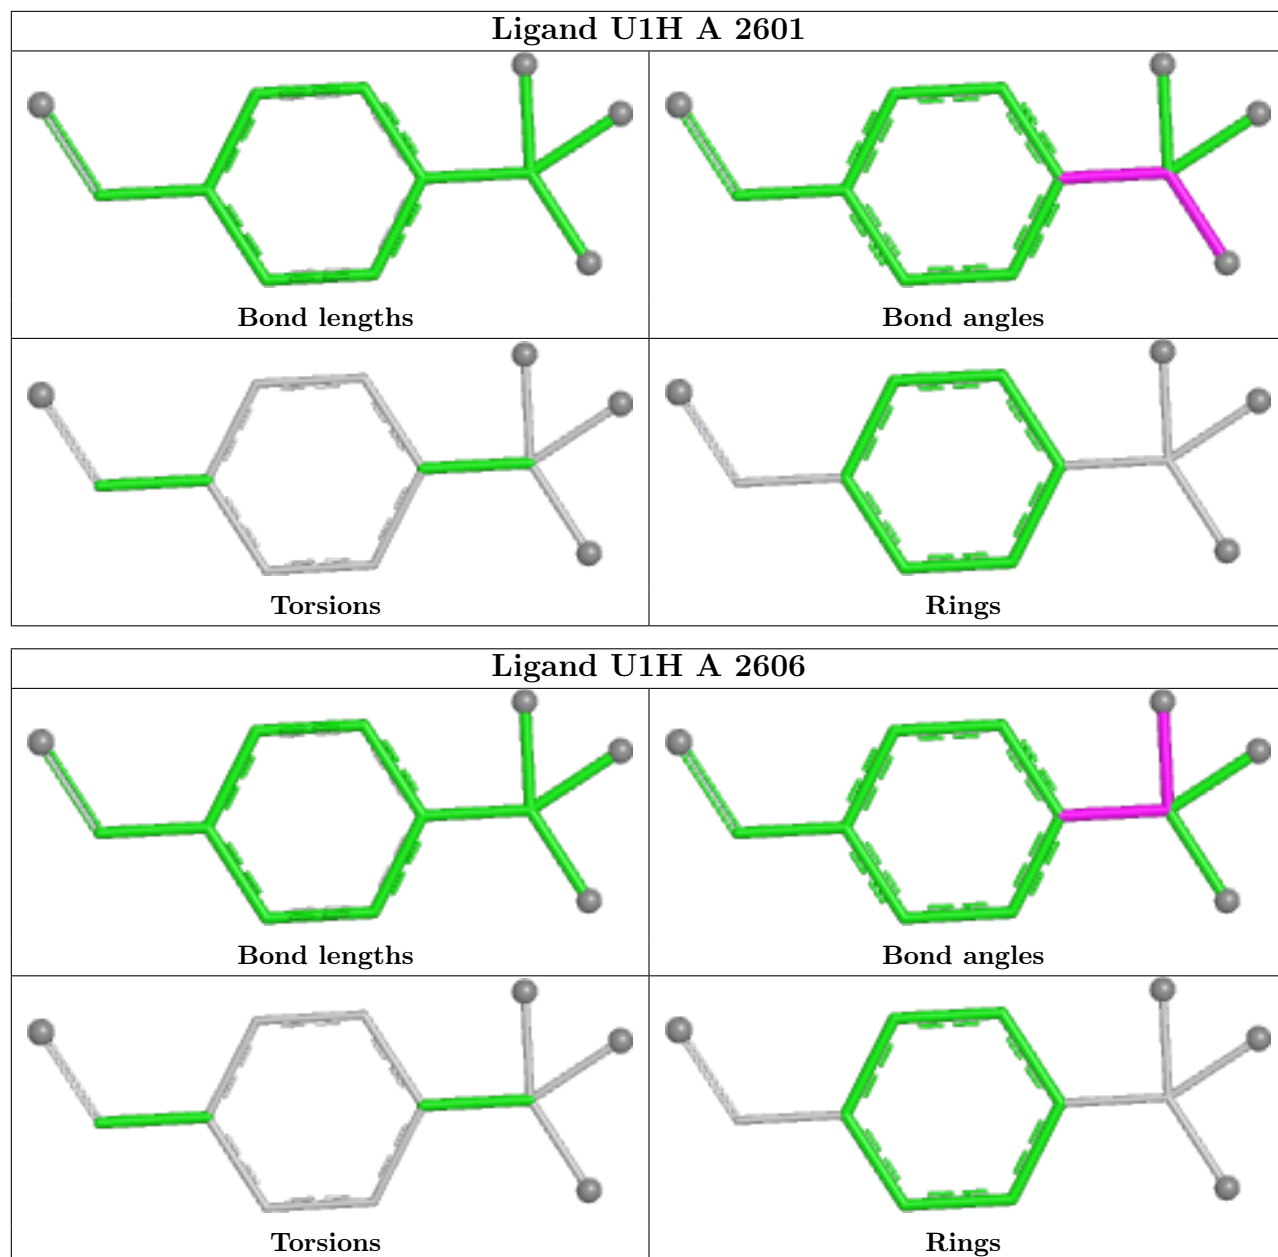 Ligand U1H A 2601
Bond lengths
Bond angles
Torsions
Rings
Ligand U1H A 2606
Bond lengths
Bond angles
Torsions
Rings